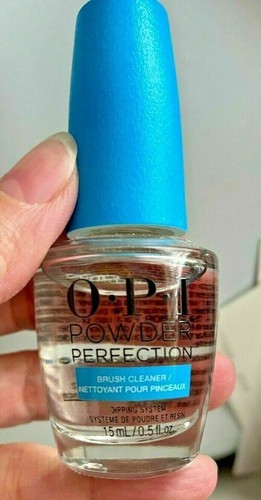 O·P·I
POWDER
PERFECTION
BRUSH CLEANER /
NETTOYANT POUR PINCEAUX
DIPPING SYSTEM
SYSTÈME DE POUDRE ET RÉSINE
15 mL / 0.5 fl. oz.